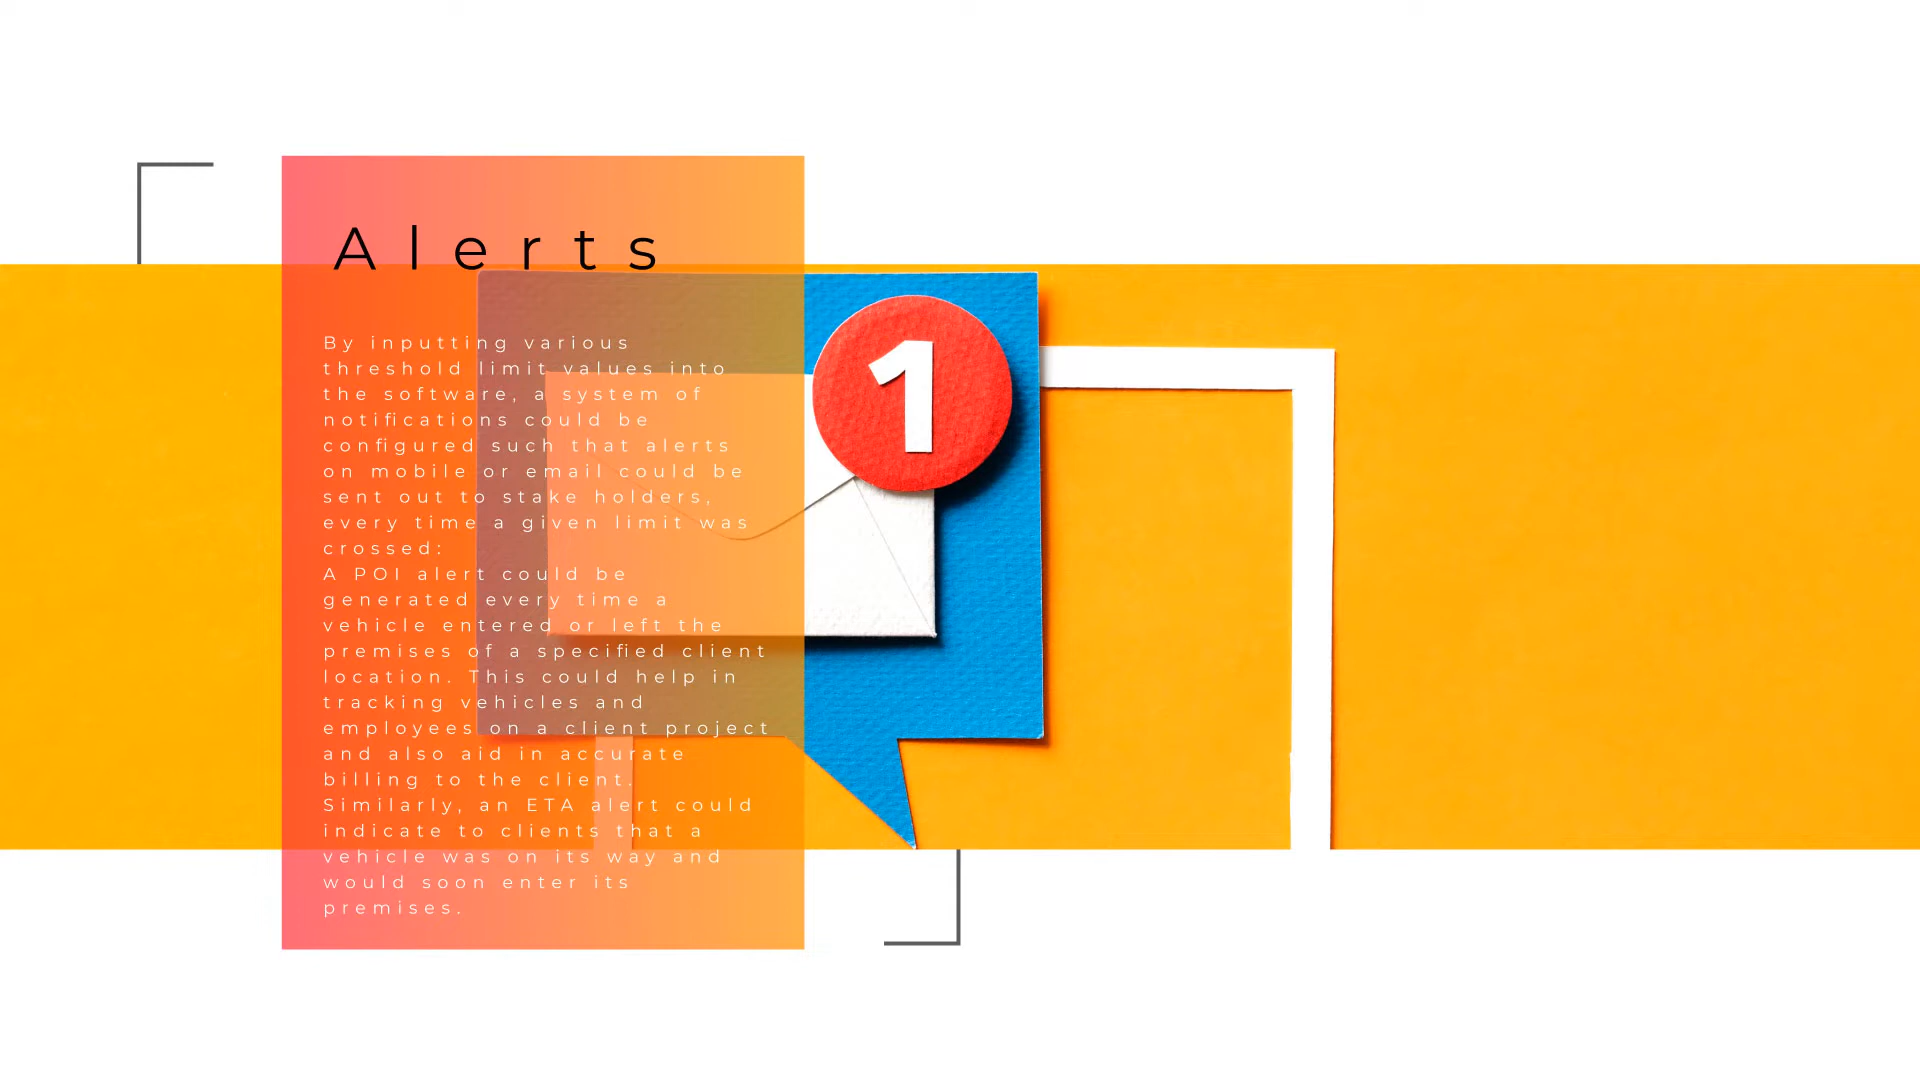 Alerts
1
By inputting various
threshold limit values into
the software, a system of
notifications could be
configured such that alerts
on mobile or email could be
sent out to stake holders,
every time a given limit was
crossed:
A POI alert could be
generated every time a
vehicle entered or left the
premises of a specified client
location. This could help in
tracking vehicles and
employees on a client project
and also aid in accurate
billing to the client.
Similarly, an ETA alert could
indicate to clients that a
vehicle was on its way and
would soon enter its
premises.